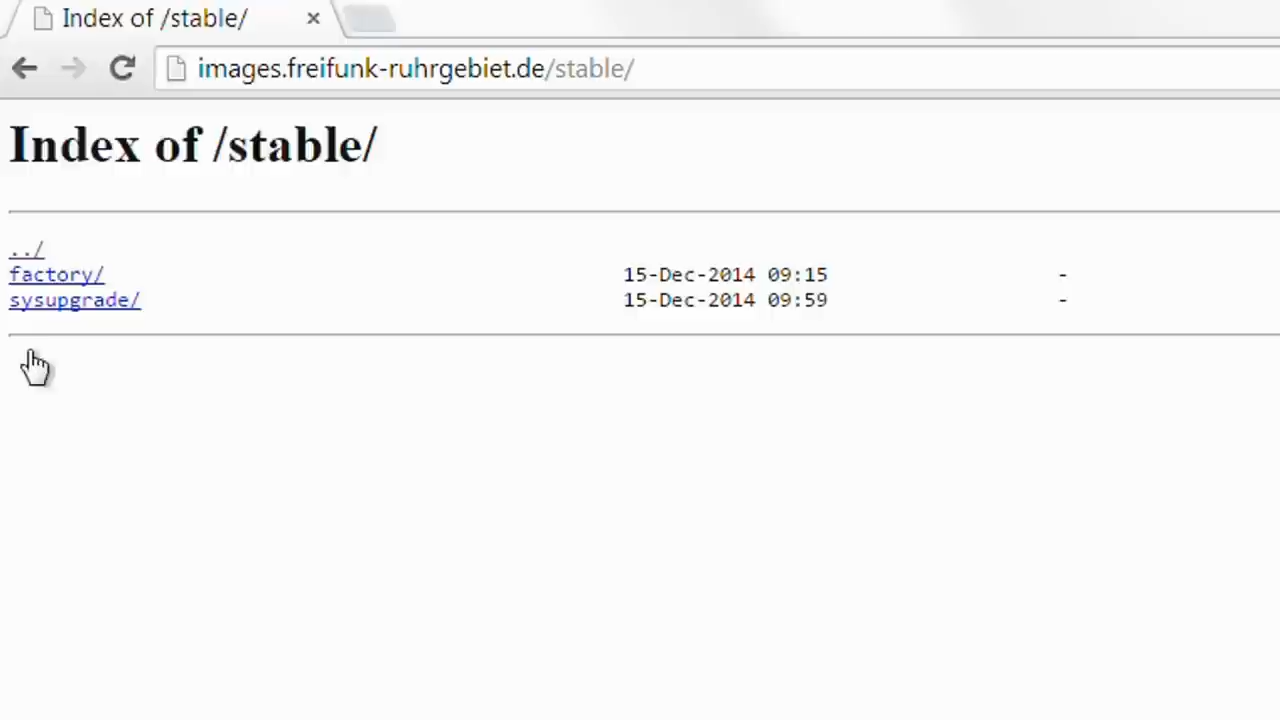 Index of /stable/ ×
images.freifunk-ruhrgebiet.de/stable/
Index of /stable/
../
factory/ 15-Dec-2014 09:15 -
sysupgrade/ 15-Dec-2014 09:59 -